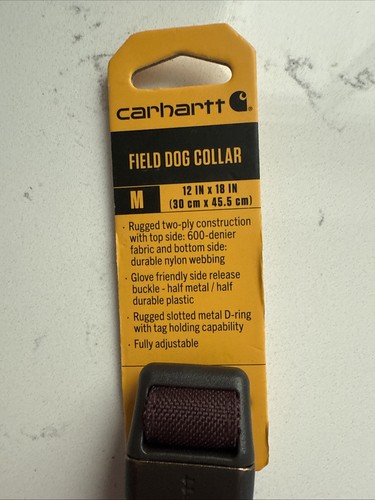 carhartt
FIELD DOG COLLAR
M
12 IN x 18 IN
(30 cm x 45.5 cm)
· Rugged two-ply construction
with top side: 600-denier
fabric and bottom side:
durable nylon webbing
· Glove friendly side release
buckle - half metal / half
durable plastic
· Rugged slotted metal D-ring
with tag holding capability
· Fully adjustable